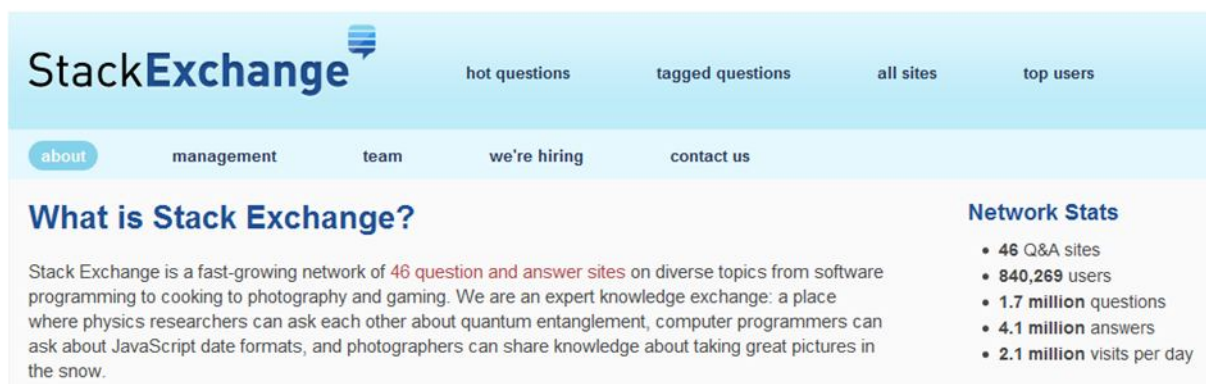 StackExchange
hot questions
tagged questions
all sites
top users
about
management
team
we're hiring
contact us
What is Stack Exchange?
Stack Exchange is a fast-growing network of 46 question and answer sites on diverse topics from software
programming to cooking to photography and gaming. We are an expert knowledge exchange: a place
where physics researchers can ask each other about quantum entanglement, computer programmers can
ask about JavaScript date formats, and photographers can share knowledge about taking great pictures in
the snow.
Network Stats
• 46 Q&A sites
• 840,269 users
• 1.7 million questions
• 4.1 million answers
• 2.1 million visits per day